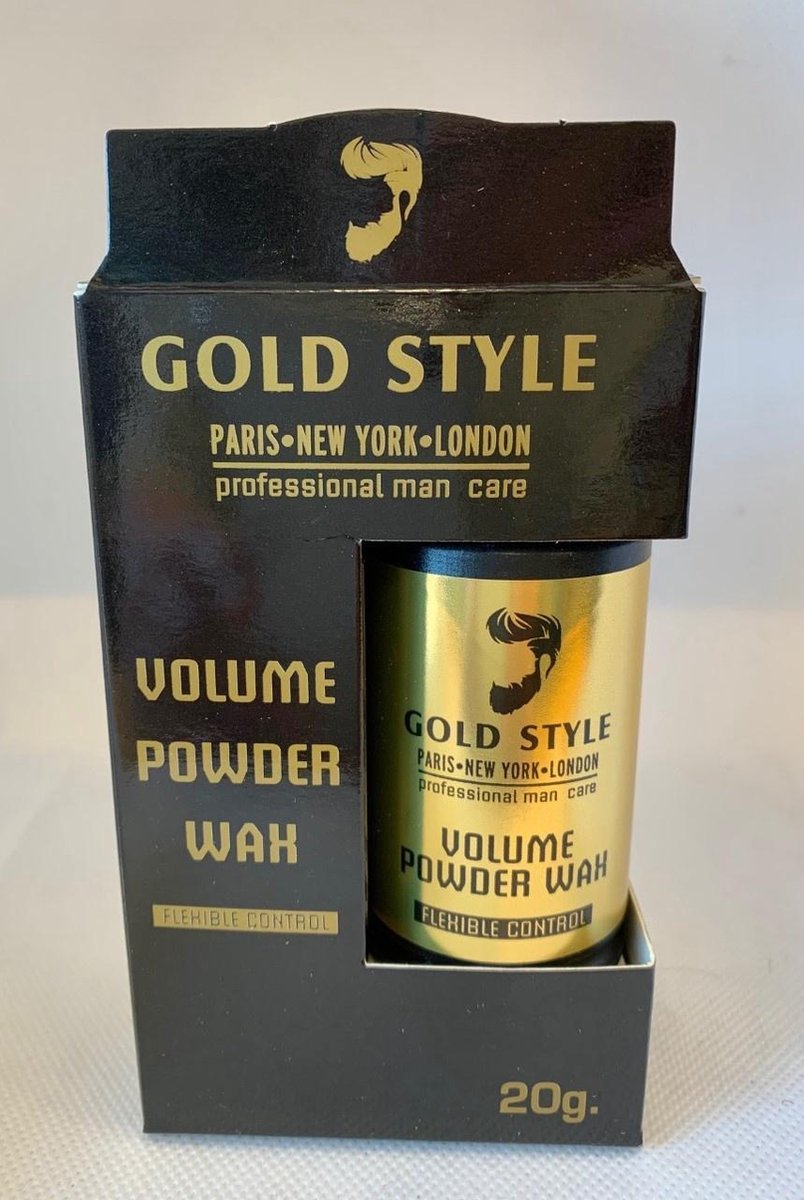 GOLD STYLE
PARIS•NEW YORK•LONDON
professional man care
VOLUME
POWDER
WAX
FLEXIBLE CONTROL
GOLD STYLE
PARIS•NEW YORK•LONDON
professional man care
VOLUME
POWDER WAX
FLEXIBLE CONTROL
20g.